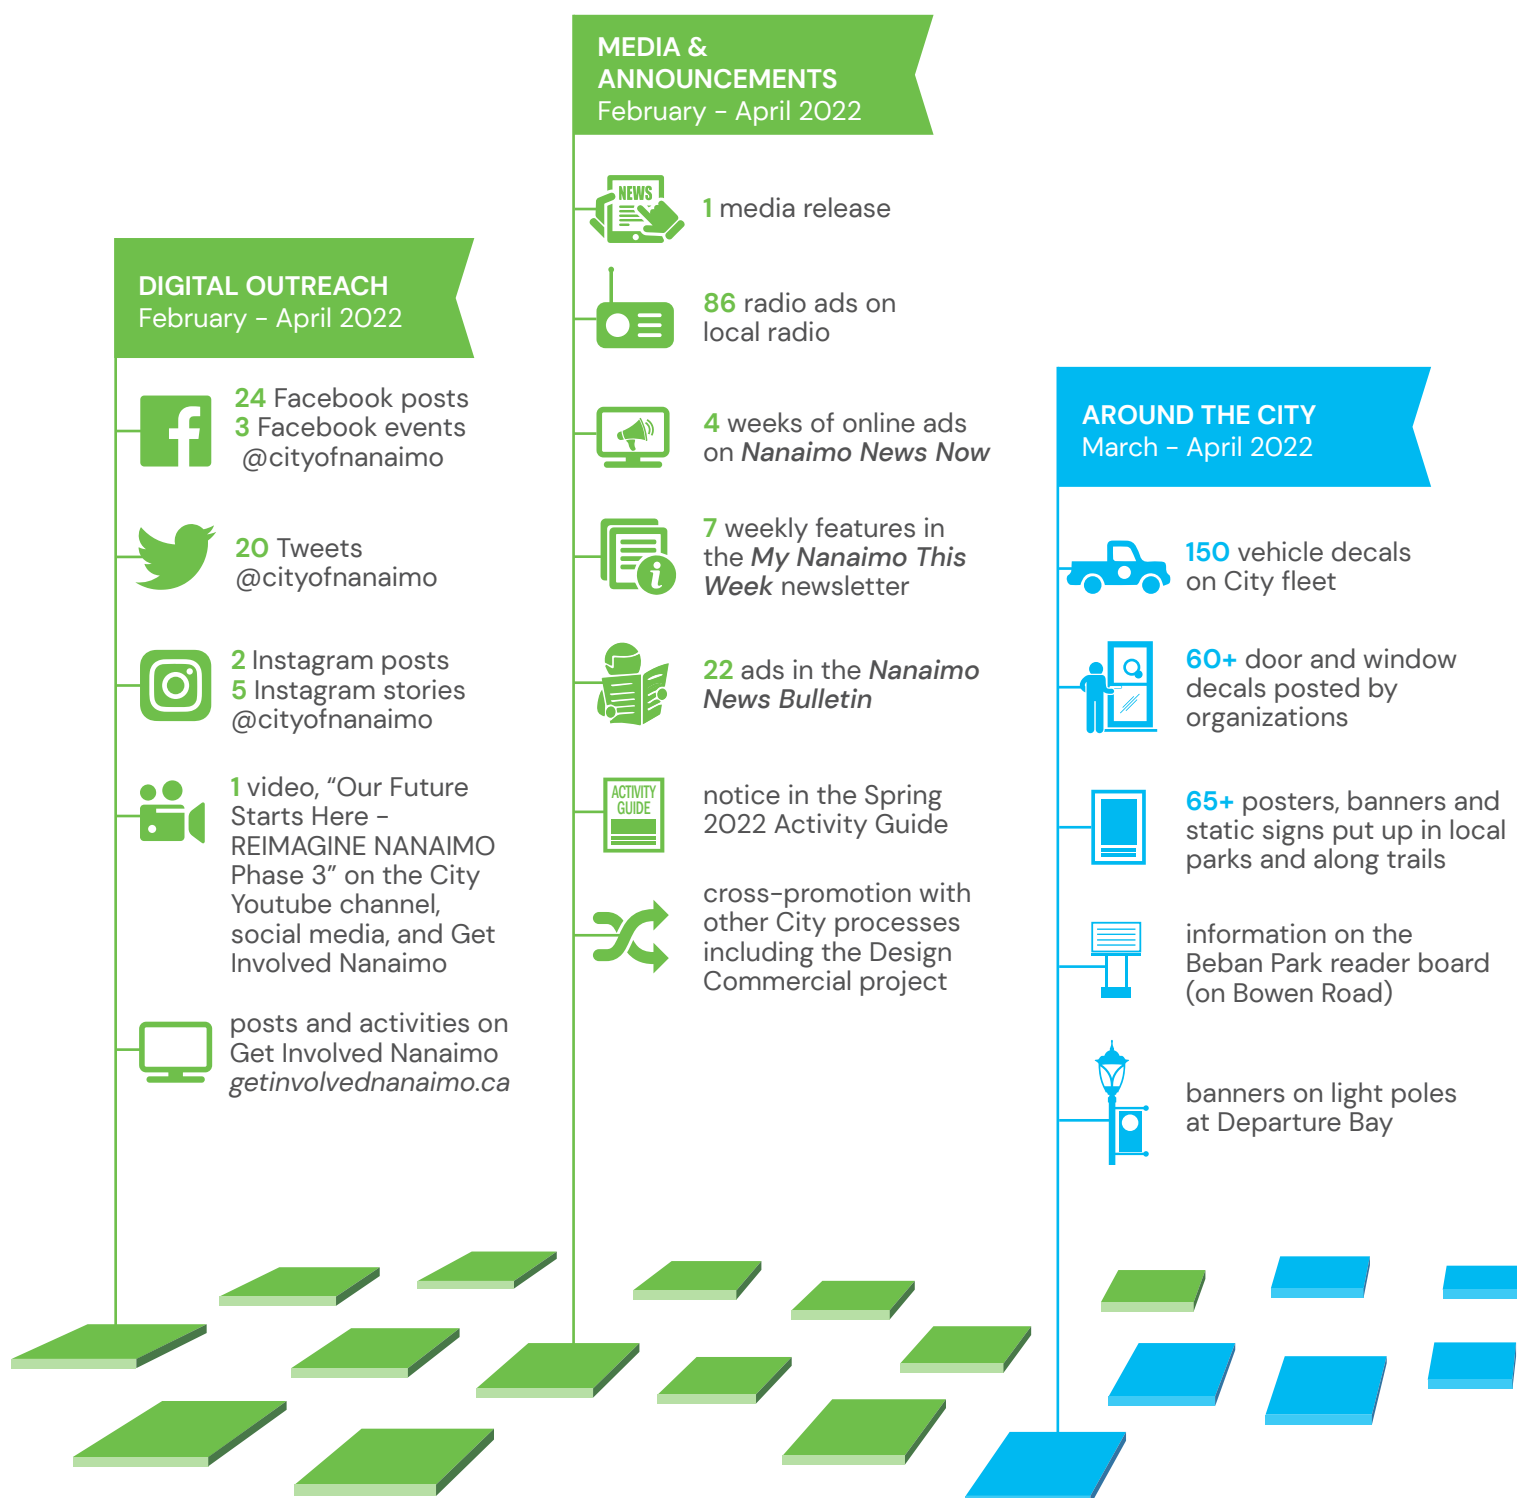 MEDIA &
ANNOUNCEMENTS
February - April 2022
NEWS
1 media release
86 radio ads on
local radio
4 weeks of online ads
on Nanaimo News Now
7 weekly features in
the My Nanaimo This
Week newsletter
i
22 ads in the Nanaimo
News Bulletin
ACTIVITY
GUIDE
notice in the Spring
2022 Activity Guide
cross-promotion with
other City processes
including the Design
Commercial project
DIGITAL OUTREACH
February - April 2022
24 Facebook posts
3 Facebook events
@cityofnanaimo
20 Tweets
@cityofnanaimo
2 Instagram posts
5 Instagram stories
@cityofnanaimo
1 video, “Our Future
Starts Here -
REIMAGINE NANAIMO
Phase 3” on the City
Youtube channel,
social media, and Get
Involved Nanaimo
posts and activities on
Get Involved Nanaimo
getinvolvednanaimo.ca
AROUND THE CITY
March - April 2022
150 vehicle decals
on City fleet
60+ door and window
decals posted by
organizations
65+ posters, banners and
static signs put up in local
parks and along trails
information on the
Beban Park reader board
(on Bowen Road)
banners on light poles
at Departure Bay